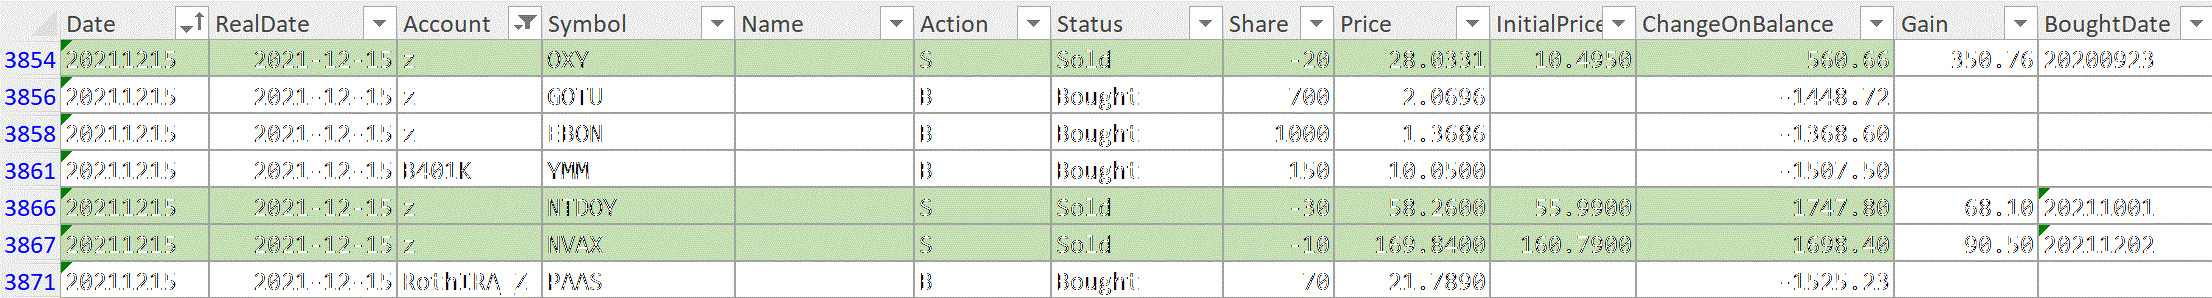 Date RealDate Account Symbol Name Action Status Share Price InitialPrice ChangeOnBalance Gain BoughtDate
3854 20211215 2021-12-15 z OXY S Sold -20 28.0331 10.4950 560.66 350.76 20200923
3856 20211215 2021-12-15 z GOTU B Bought 700 2.0696 -1448.72
3858 20211215 2021-12-15 z EBON B Bought 1000 1.3686 -1368.60
3861 20211215 2021-12-15 B401K YMM B Bought 150 10.0500 -1507.50
3866 20211215 2021-12-15 z NTDOY S Sold -30 58.2600 55.9900 1747.80 68.10 20211001
3867 20211215 2021-12-15 z NVAX S Sold -10 169.8400 160.7900 1698.40 90.50 20211202
3871 20211215 2021-12-15 RothIRA_Z PAAS B Bought 70 21.7890 -1525.23